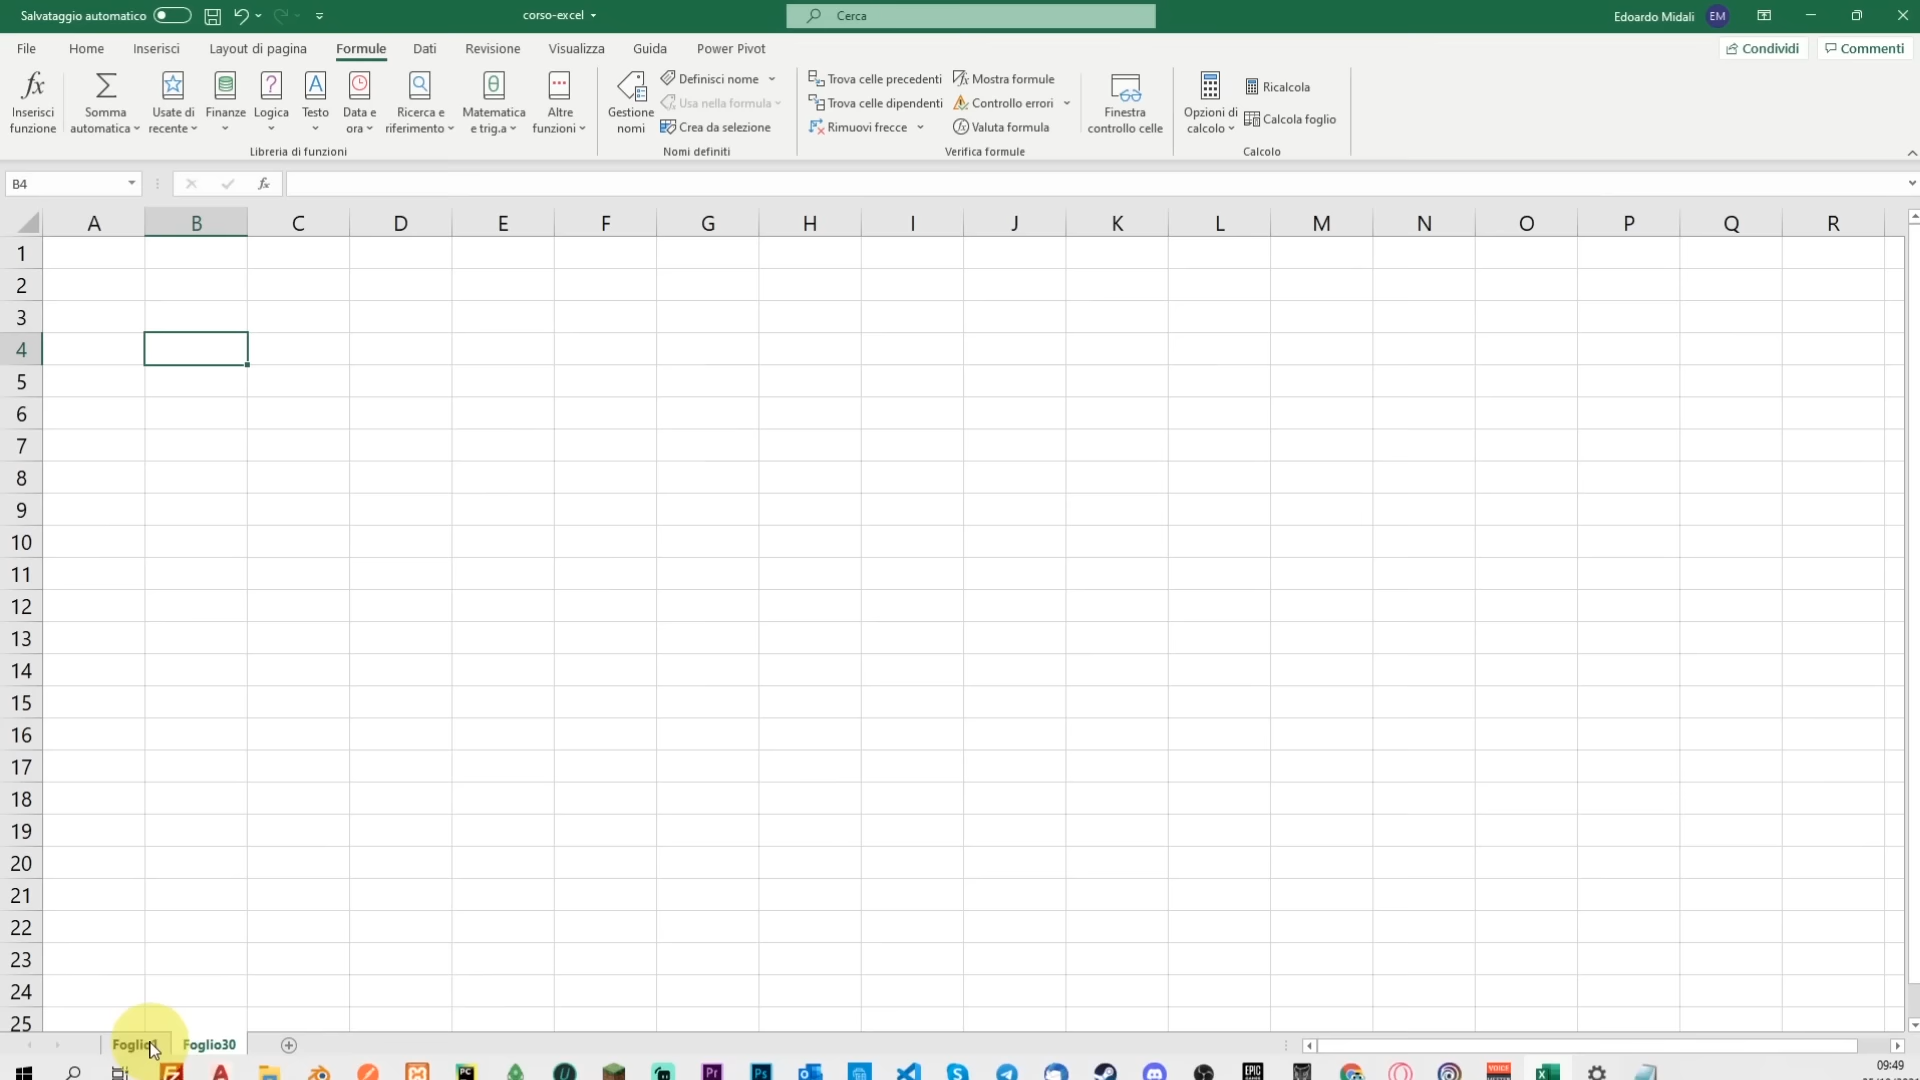 Salvataggio automatico
corso-excel
Cerca
Edoardo Midali
EM
File
Home
Inserisci
Layout di pagina
Formule
Dati
Revisione
Visualizza
Guida
Power Pivot
Condividi
Commenti
Inserisci funzione
Somma automatica
Usate di recente
Finanze
Logica
Testo
Data e ora
Ricerca e riferimento
Matematica e trig.a
Altre funzioni
Libreria di funzioni
Gestione nomi
Definisci nome
Usa nella formula
Crea da selezione
Nomi definiti
Trova celle precedenti
Trova celle dipendenti
Rimuovi frecce
Mostra formule
Controllo errori
Valuta formula
Verifica formule
Finestra controllo celle
Opzioni di calcolo
Ricalcola
Calcola foglio
Calcolo
B4
fx
A B C D E F G H I J K L M N O P Q R
1
2
3
4
5
6
7
8
9
10
11
12
13
14
15
16
17
18
19
20
21
22
23
24
25
Foglio1
Foglio30
09:49